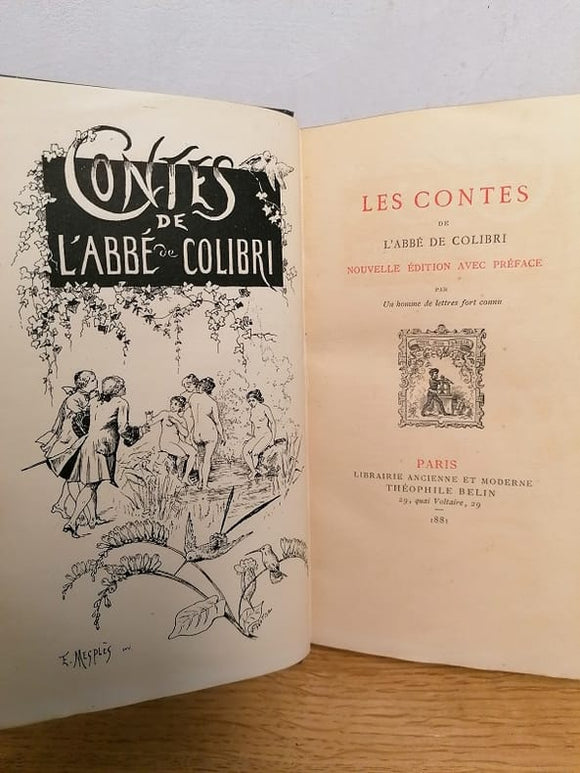 CONTES
DE
L'ABBÉ de COLIBRI
E. MESPLÈS
LES CONTES
DE
L'ABBÉ DE COLIBRI
NOUVELLE ÉDITION AVEC PRÉFACE
PAR
Un homme de lettres fort connu
PARIS
LIBRAIRIE ANCIENNE ET MODERNE
THÉOPHILE BELIN
29, quai Voltaire, 29
1881